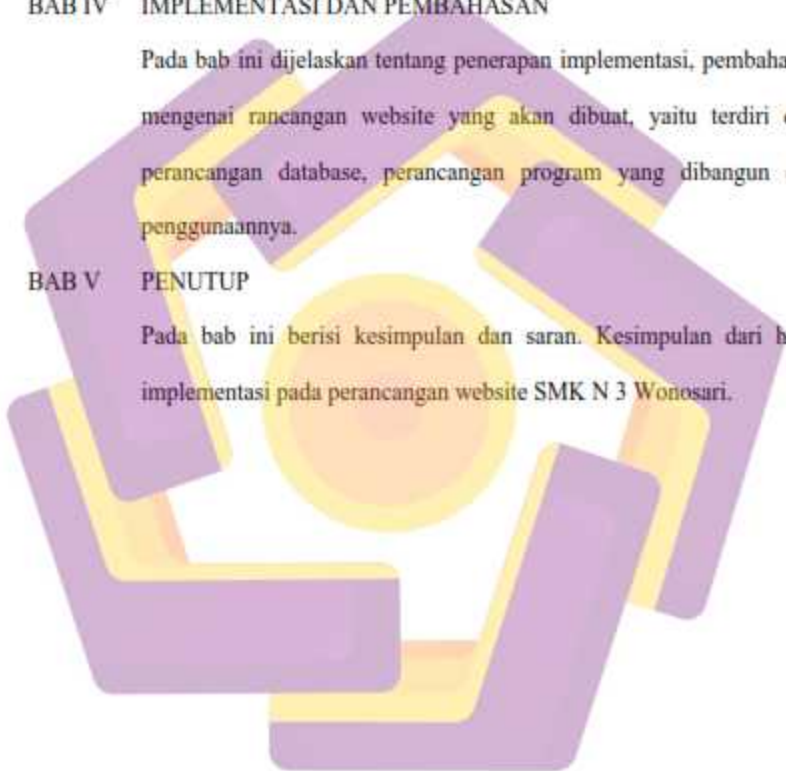 BAB IV IMPLEMENTASI DAN PEMBAHASAN
Pada bab ini dijelaskan tentang penerapan implementasi,
mengenai rancangan website yang akan dibuat, yaitu terdiri
perancangan database, perancangan program yang dibangun
penggunaannya.
BAB V PENUTUP
Pada bab ini berisi kesimpulan dan saran. Kesimpulan dari
implementasi pada perancangan website SMK N 3 Wonosari.